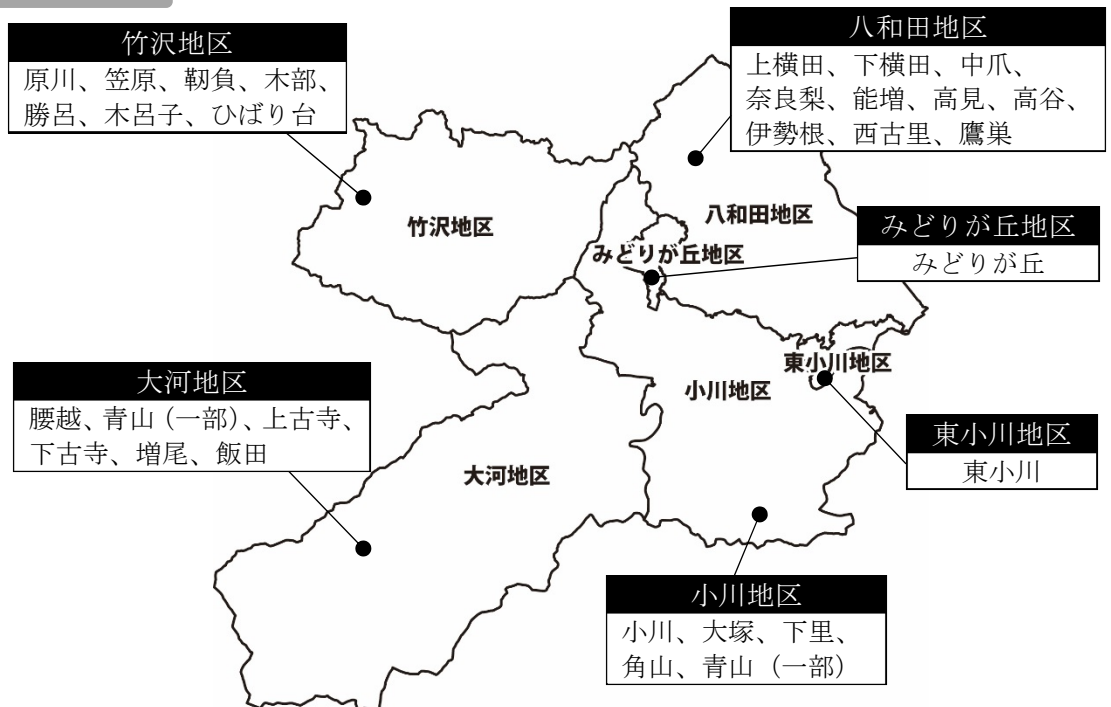 竹沢地区
原川、笠原、靭負、木部、
勝呂、木呂子、ひばり台
八和田地区
上横田、下横田、中爪、
奈良梨、能増、高見、高谷、
伊勢根、西古里、鷹巣
竹沢地区
八和田地区
みどりが丘地区
みどりが丘地区
みどりが丘
東小川地区
小川地区
大河地区
腰越、青山(一部)、上古寺、
下古寺、増尾、飯田
東小川地区
東小川
大河地区
小川地区
小川、大塚、下里、
角山、青山(一部)